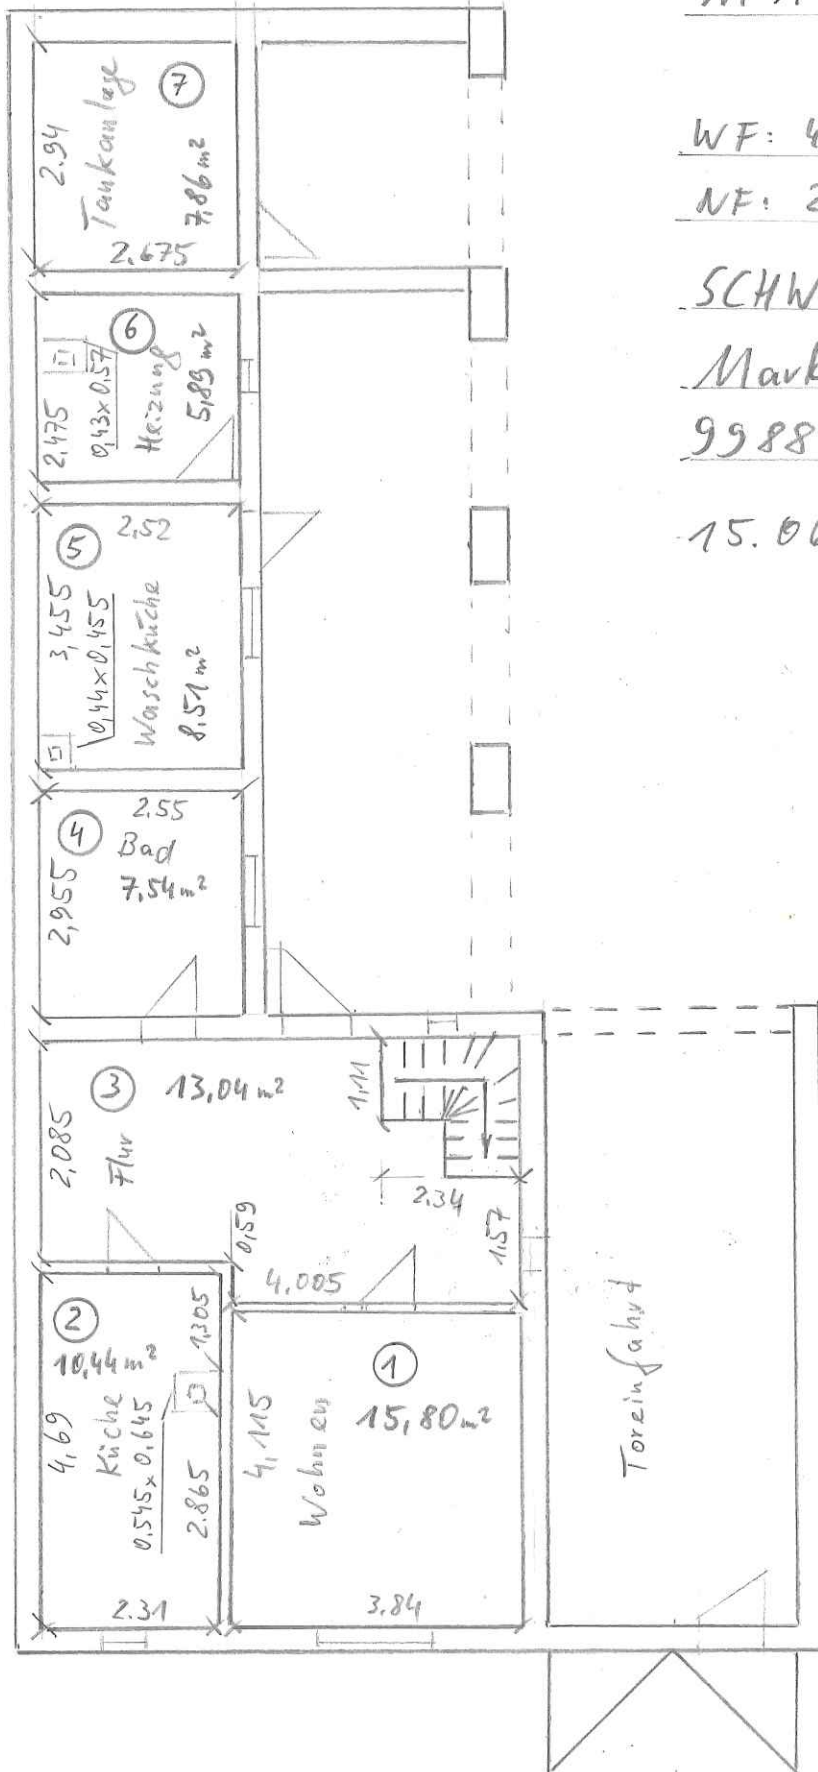 WF: 4
NF: 2
SCHW
Mark
9988
15.06
7
2.94
Tankanlage
7,86 m²
2.675
6
2,475
0,43x0,57
Heizung
5,89 m²
5
2,52
3,455
0,44x0,455
Waschküche
8,51 m²
4
2.55
Bad
7,54 m²
2,955
3
13,04 m²
1,11
2,085
Flur
2.34
0,59
1,57
4,005
2
10,44 m²
1,305
4,69
Küche
0.545x0.645
2.865
2.31
1
15,80 m²
4,115
Wohnen
3.84
Toreinfahrt